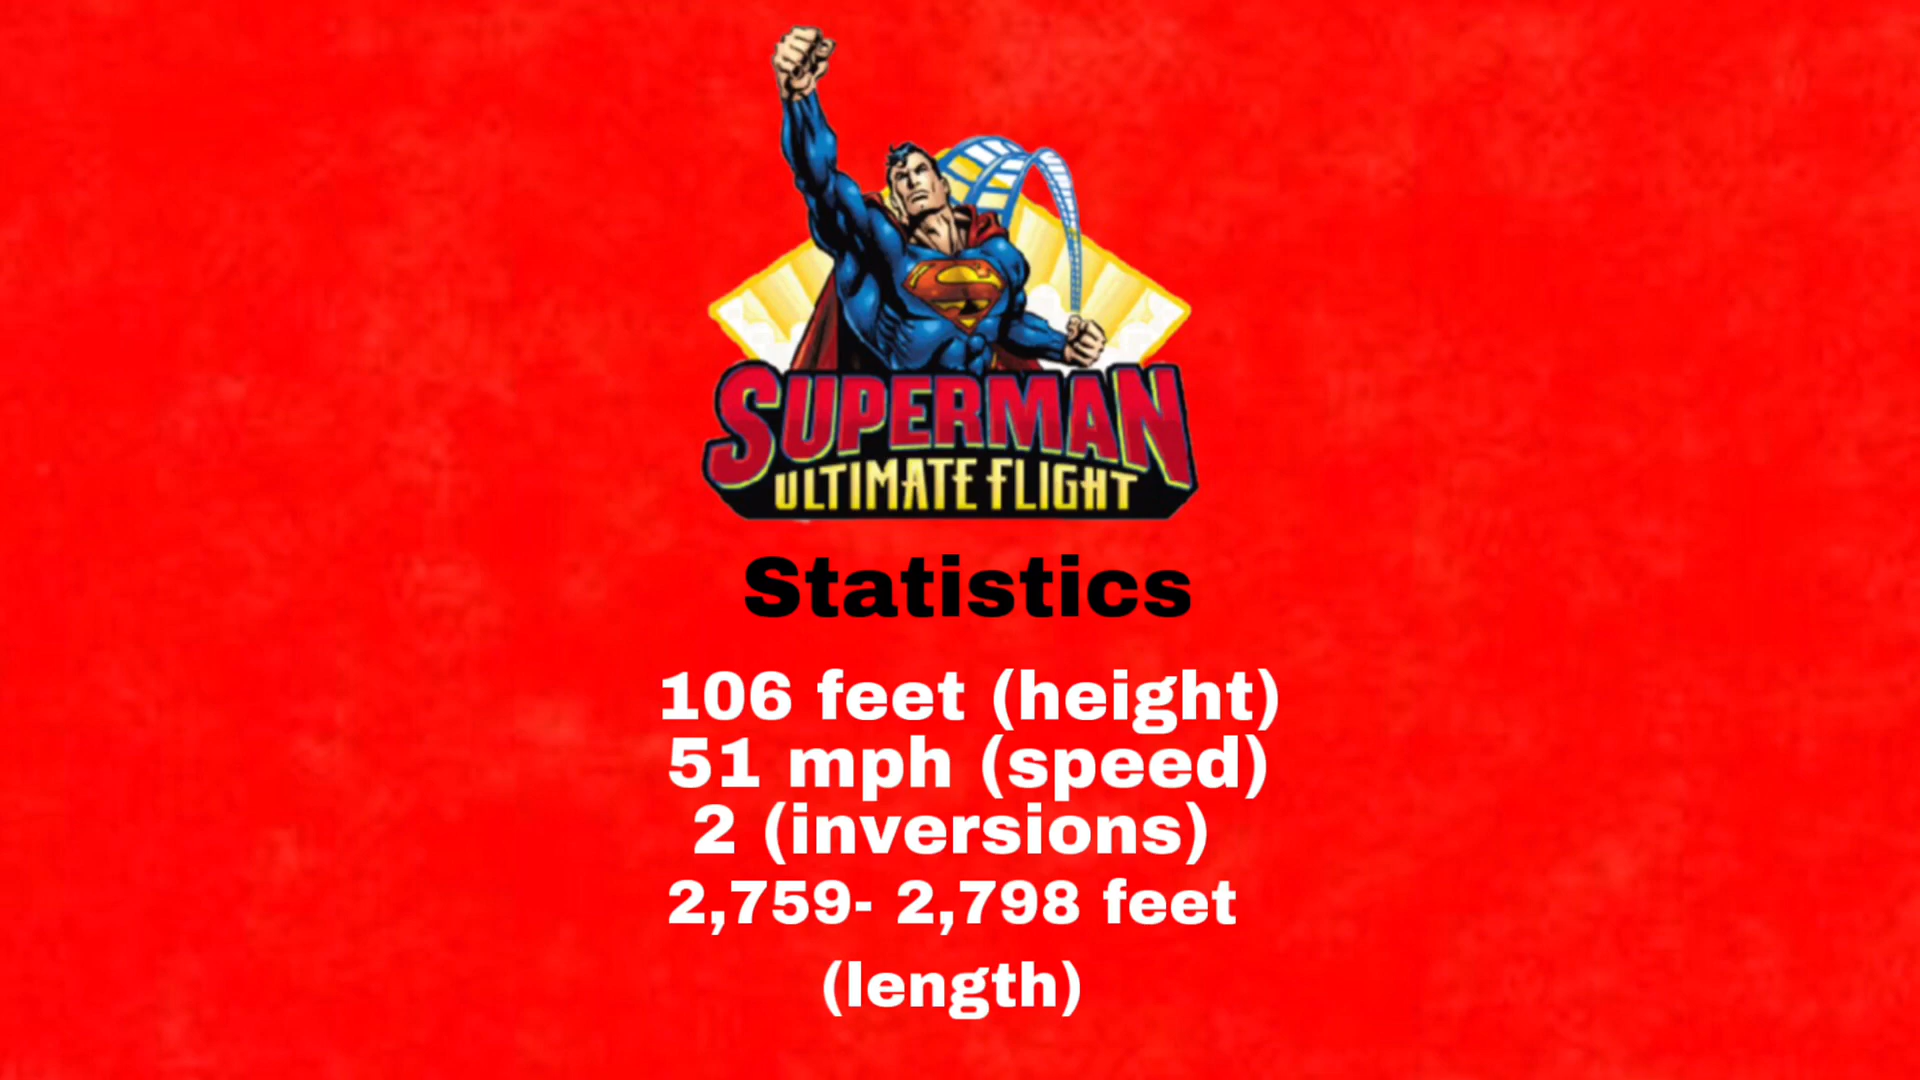 SUPERMAN
ULTIMATE FLIGHT
Statistics
106 feet (height)
51 mph (speed)
2 (inversions)
2,759- 2,798 feet
(length)